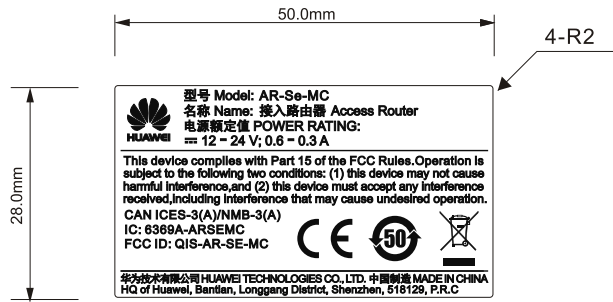 50.0mm
4-R2
28.0mm
HUAWEI
型号 Model: AR-Se-MC
名称 Name: 接入路由器 Access Router
电源额定值 POWER RATING:
⎓ 12 – 24 V; 0.6 – 0.3 A
This device complies with Part 15 of the FCC Rules.Operation is
subject to the following two conditions: (1) this device may not cause
harmful interference,and (2) this device must accept any interference
received,including interference that may cause undesired operation.
CAN ICES-3(A)/NMB-3(A)
IC: 6369A-ARSEMC
FCC ID: QIS-AR-SE-MC
CE
50
华为技术有限公司 HUAWEI TECHNOLOGIES CO., LTD. 中国制造 MADE IN CHINA
HQ of Huawei, Bantian, Longgang District, Shenzhen, 518129, P.R.C